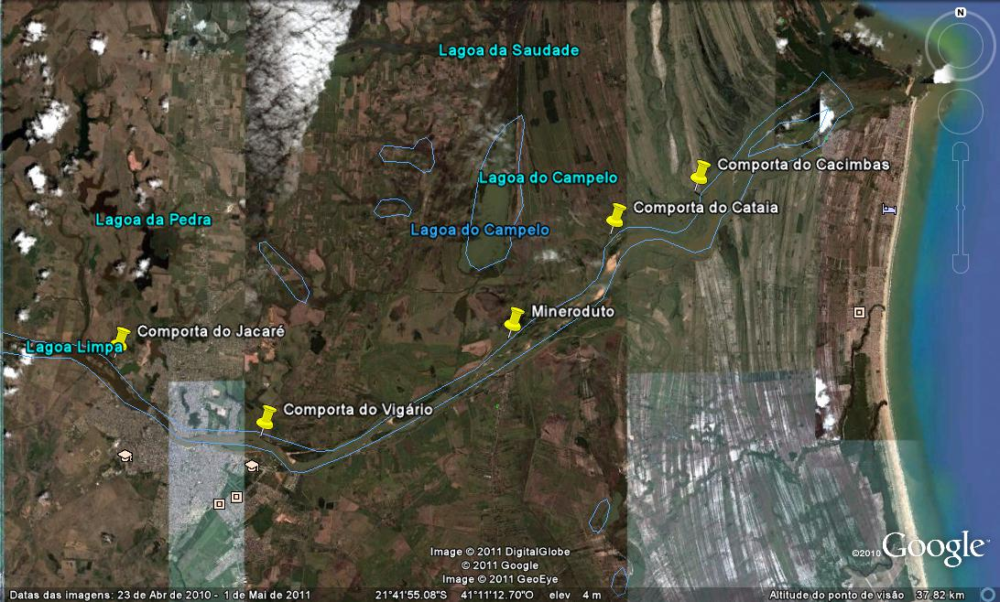 N
Lagoa da Saudade
Comporta do Cacimbas
Lagoa do Campelo
Comporta do Cataia
Lagoa da Pedra
Lagoa do Campelo
Mineroduto
Comporta do Jacaré
Lagoa Limpa
Comporta do Vigário
Image © 2011 DigitalGlobe
© 2011 Google
Image © 2011 GeoEye
©2010 Google™
Datas das imagens: 23 de Abr de 2010 - 1 de Mai de 2011 21°41'55.08"S 41°11'12.70"O elev 4 m Altitude do ponto de visão 37.82 km